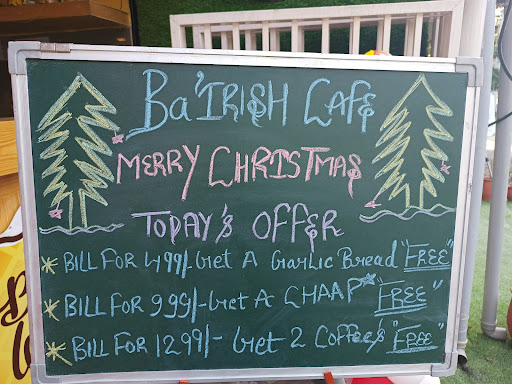 Ba'IRISH CAFE
MERRY CHRISTMAS
TODAY'S OFFER
* BILL FOR 499/- Get A Garlic Bread "FREE"
* BILL FOR 999/- Get A CHAAP* "FREE"
* BILL FOR 1299/- Get 2 Coffee's "FREE"